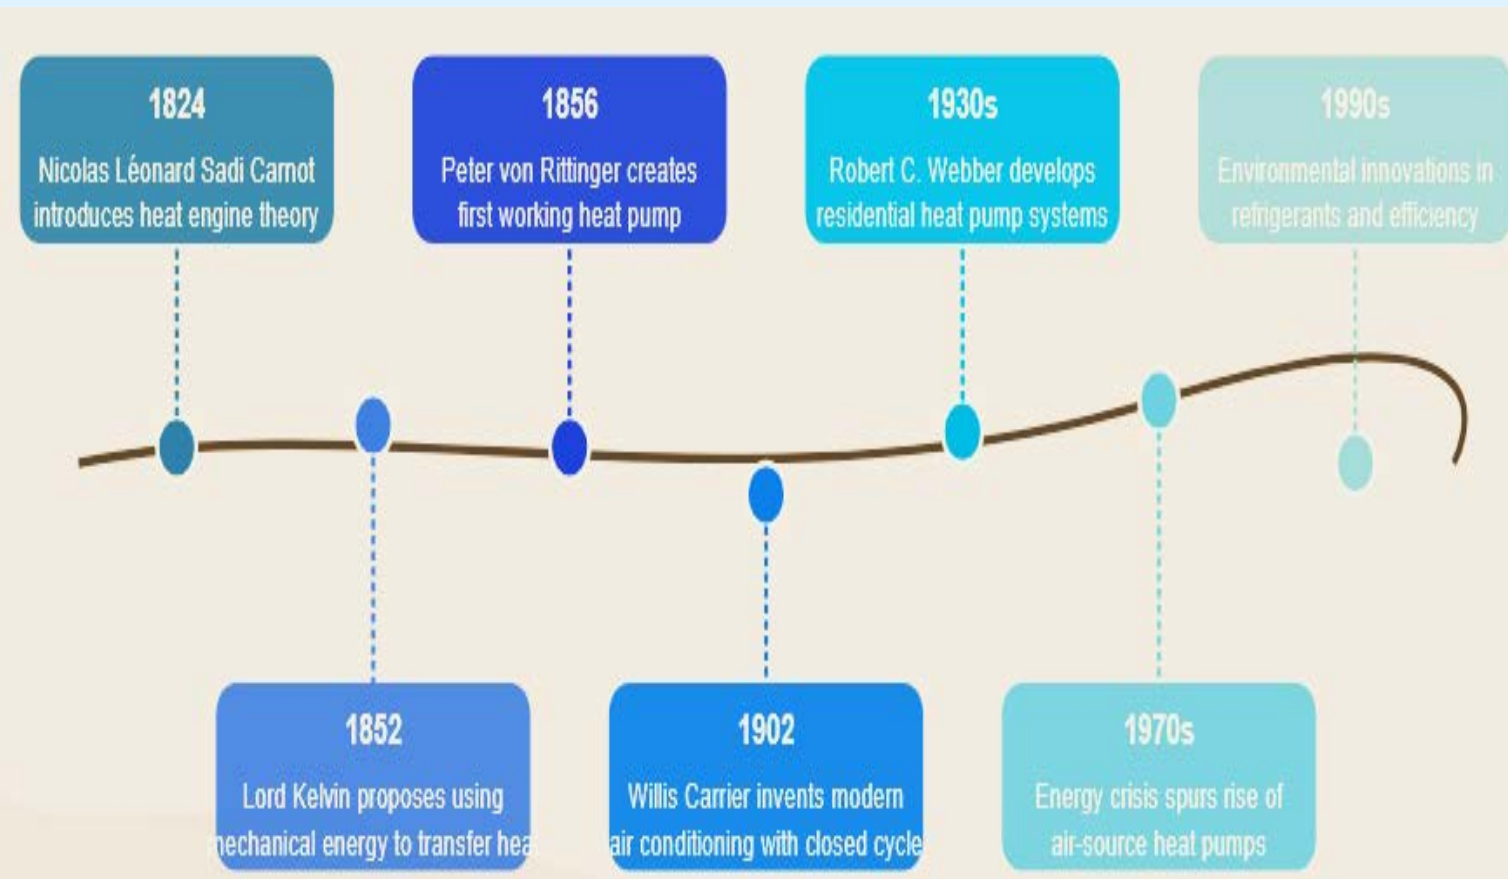 1824
Nicolas Léonard Sadi Carnot
introduces heat engine theory
1852
Lord Kelvin proposes using
mechanical energy to transfer hea
1856
Peter von Rittinger creates
first working heat pump
1902
Willis Carrier invents modern
air conditioning with closed cycle
1930s
Robert C. Webber develops
residential heat pump systems
1970s
Energy crisis spurs rise of
air-source heat pumps
1990s
Environmental innovations in
refrigerants and efficiency